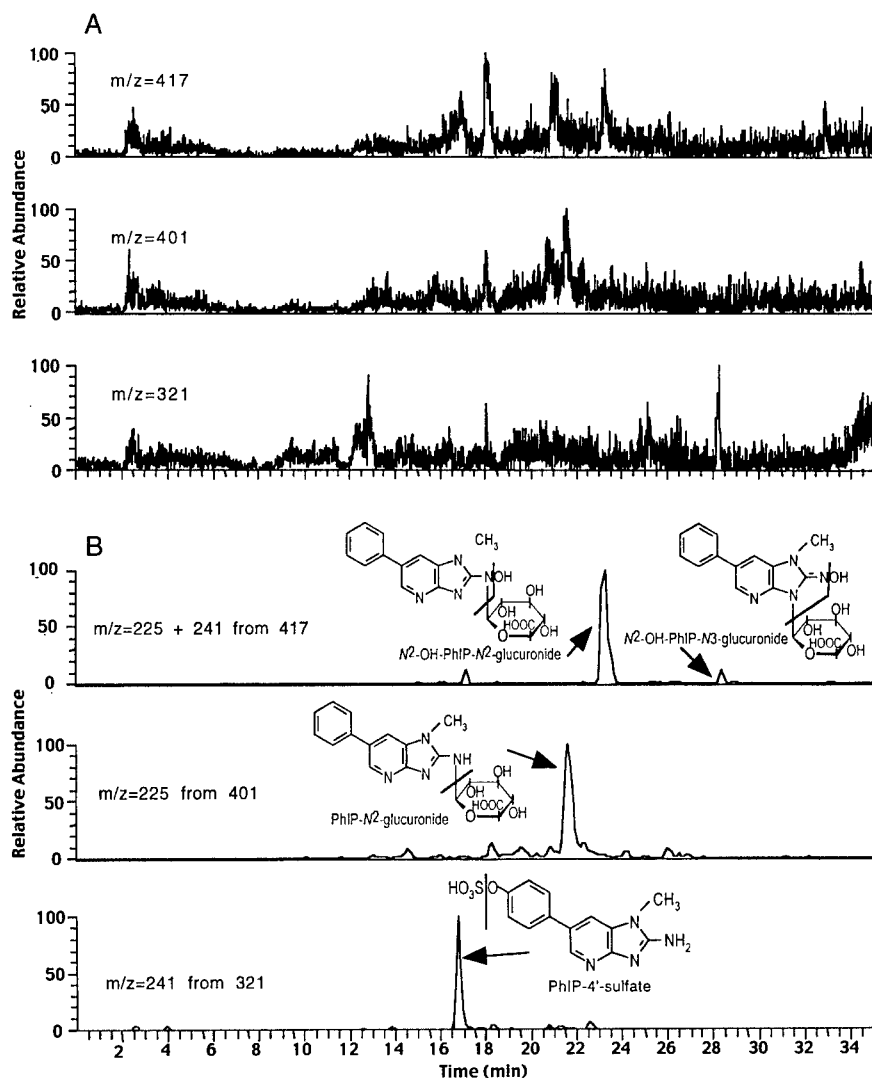 A
Relative Abundance
100
50
0
m/z=417
100
50
0
m/z=401
Relative Abundance
100
50
0
m/z=321
B
Relative Abundance
100
50
0
m/z=225 + 241 from 417
CH₃
N
N
N
N
OH
OH
OH
HOOC
OH
O
N²-OH-PhIP-N²-glucuronide
CH₃
N
N
N
NOH
OH
OH
HOOC
OH
O
N²-OH-PhIP-N3-glucuronide
100
50
0
m/z=225 from 401
CH₃
N
N
N
NH
OH
OH
HOOC
OH
O
PhIP-N²-glucuronide
100
50
0
m/z=241 from 321
HO₃S O
CH₃
N
N
N
NH₂
PhIP-4'-sulfate
2 4 6 8 10 12 14 16 18 20 22 24 26 28 30 32 34
Time (min)